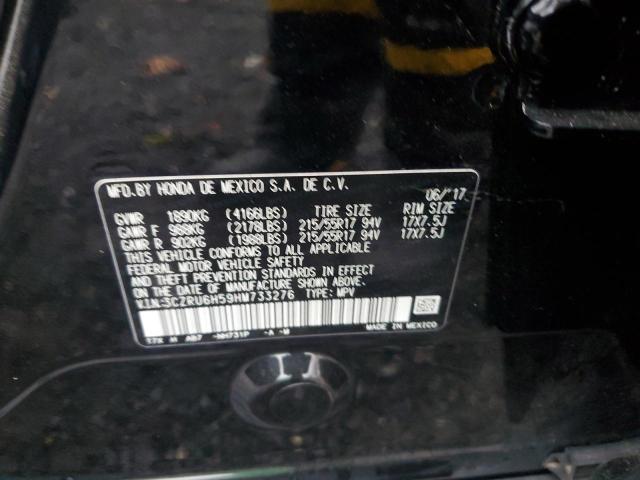 MFD.BY HONDA DE MEXICO S.A. DE C.V. 06/'17
GVWR 1890KG (4166LBS) TIRE SIZE RIM SIZE
GAWR F 988KG (2178LBS) 215/55R17 94V 17X7.5J
GAWR R 902KG (1988LBS) 215/55R17 94V 17X7.5J
THIS VEHICLE CONFORMS TO ALL APPLICABLE
FEDERAL MOTOR VEHICLE SAFETY
AND THEFT PREVENTION STANDARDS IN EFFECT
ON THE DATE OF MANUFACTURE SHOWN ABOVE.
V.I.N:3CZRU6H59HM733276 TYPE: MPV
T7X M AB7 -NH731P -A -M MADE IN MEXICO